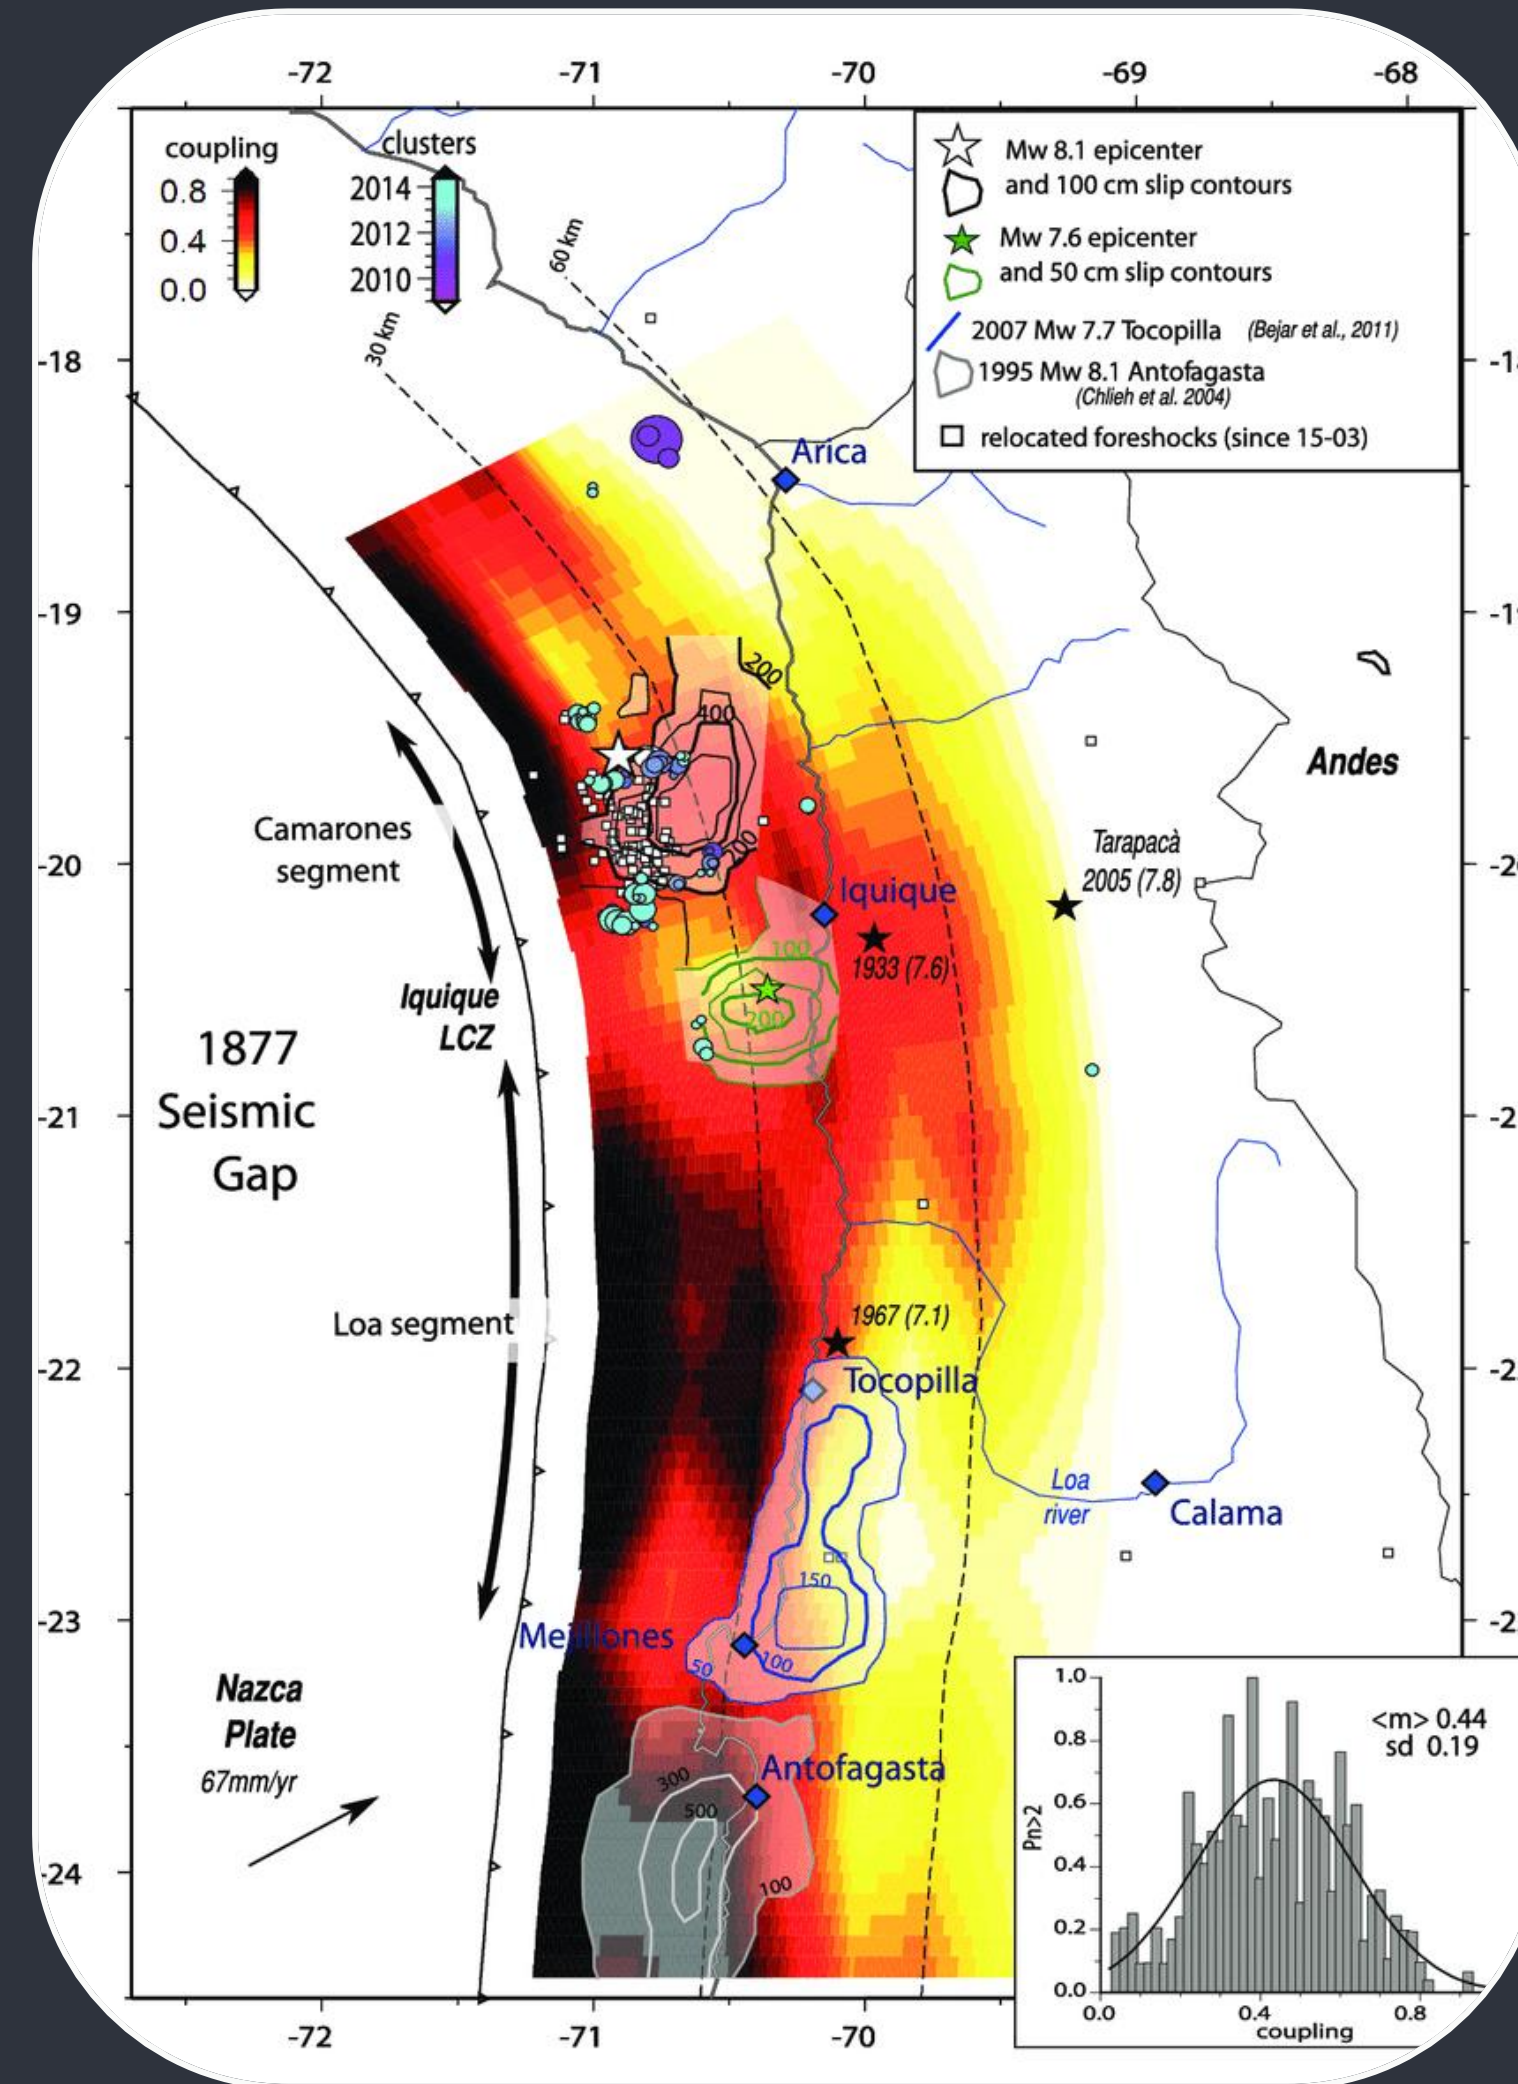 -72
-71
-70
-69
-68
coupling
0.8
0.4
0.0
clusters
2014
2012
2010
60 km
30 km
Mw 8.1 epicenter
and 100 cm slip contours
Mw 7.6 epicenter
and 50 cm slip contours
2007 Mw 7.7 Tocopilla (Bejar et al., 2011)
1995 Mw 8.1 Antofagasta
(Chlieh et al. 2004)
relocated foreshocks (since 15-03)
-18
Arica
-19
200
400
Andes
Camarones
segment
Tarapacà
2005 (7.8)
-20
Iquique
100
1933 (7.6)
Iquique
LCZ
200
1877
Seismic
Gap
-21
Loa segment
1967 (7.1)
-22
Tocopilla
Loa
river
Calama
150
-23
Mejillones
50
100
Nazca
Plate
67mm/yr
Antofagasta
300
500
100
-24
1.0
0.8
0.6
0.4
0.2
0.0
Pn>2
<m> 0.44
sd 0.19
0.0
0.4
0.8
coupling
-72
-71
-70